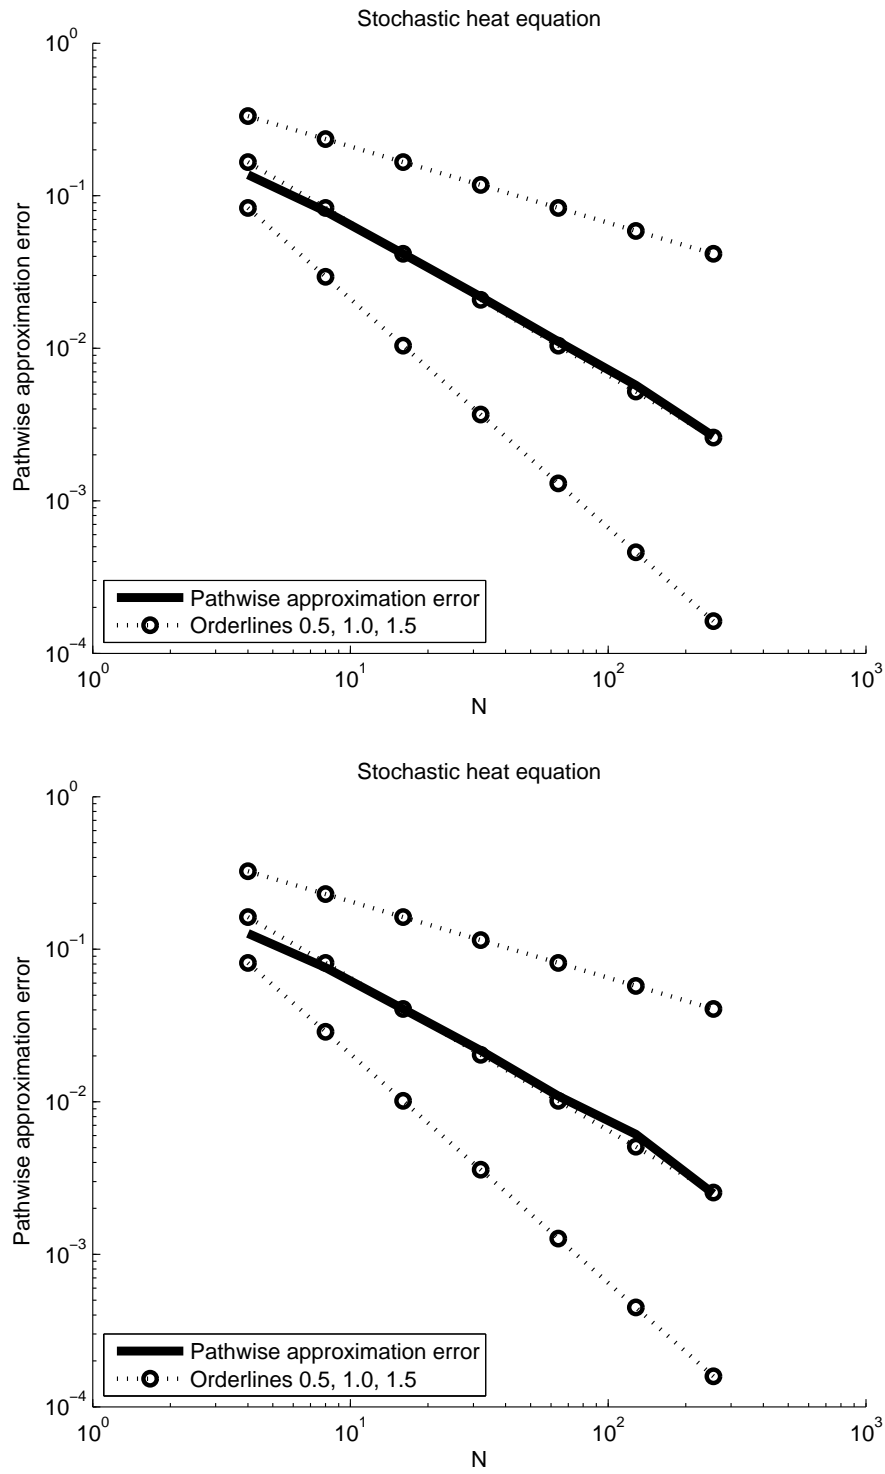 Stochastic heat equation
10^0
10^-1
10^-2
10^-3
10^-4
Pathwise approximation error
Pathwise approximation error
Orderlines 0.5, 1.0, 1.5
10^0 10^1 10^2 10^3
N
Stochastic heat equation
10^0
10^-1
10^-2
10^-3
10^-4
Pathwise approximation error
Pathwise approximation error
Orderlines 0.5, 1.0, 1.5
10^0 10^1 10^2 10^3
N